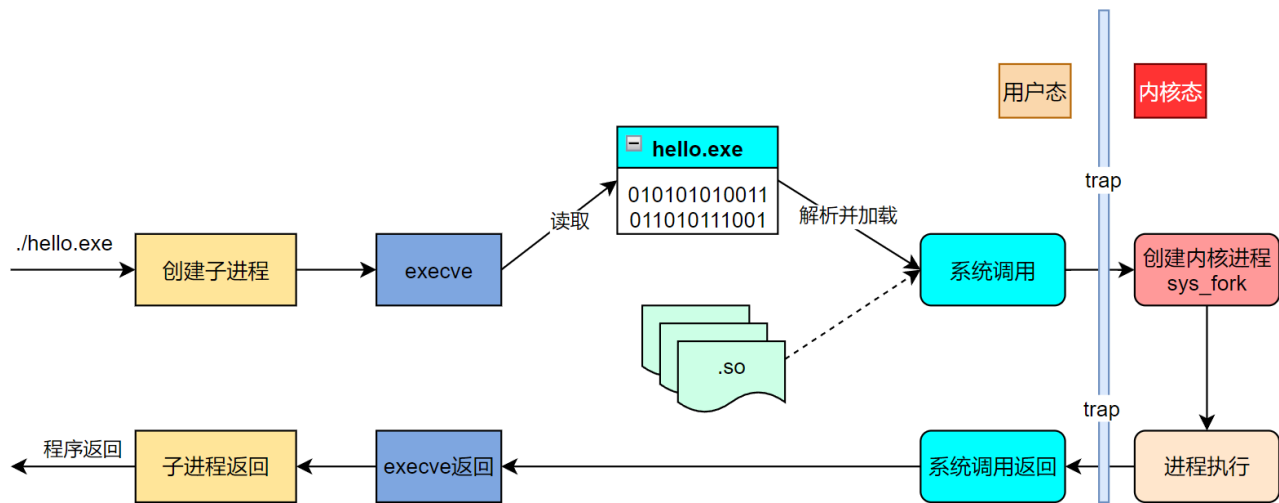 用户态
内核态
hello.exe
010101010011
011010111001
trap
./hello.exe
读取
解析并加载
创建子进程
execve
系统调用
创建内核进程
sys_fork
.so
trap
程序返回
子进程返回
execve返回
系统调用返回
进程执行